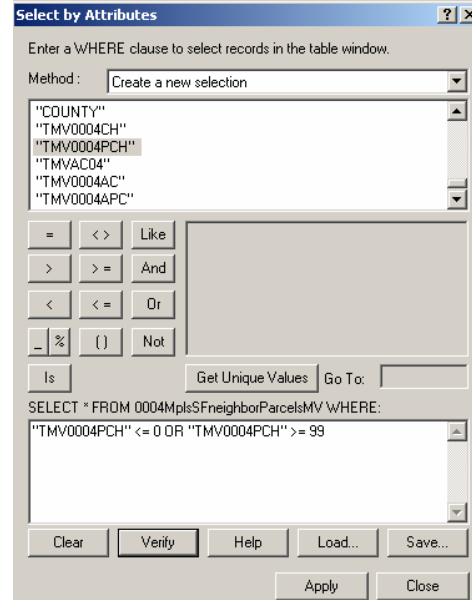 Select by Attributes
Enter a WHERE clause to select records in the table window.
Method : Create a new selection
"COUNTY"
"TMV0004CH"
"TMV0004PCH"
"TMVAC04"
"TMV0004AC"
"TMV0004APC"
= < > Like
> > = And
< < = Or
_ % () Not
Is Get Unique Values Go To:
SELECT * FROM 0004MplsSFneighborParcelsMV WHERE:
"TMV0004PCH" <= 0 OR "TMV0004PCH" >= 99
Clear Verify Help Load... Save...
Apply Close